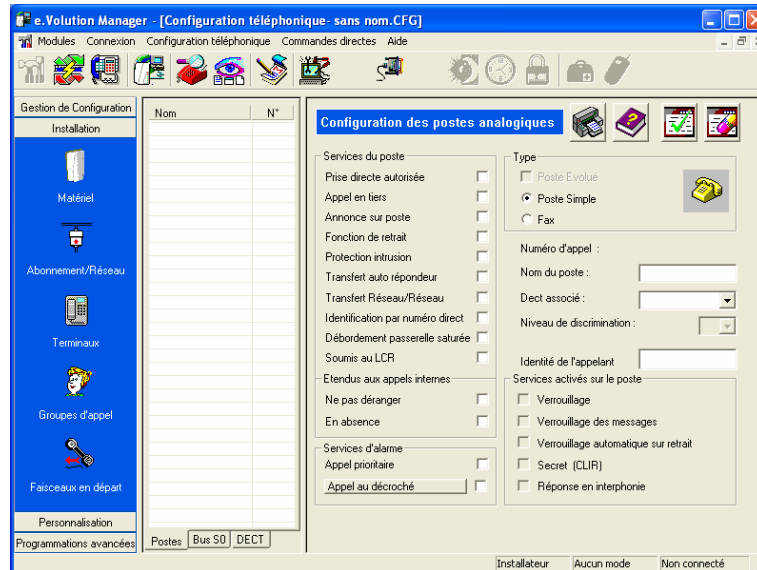 e.Volution Manager - [Configuration téléphonique- sans nom.CFG]
Modules Connexion Configuration téléphonique Commandes directes Aide
Gestion de Configuration
Installation
Matériel
Abonnement/Réseau
Terminaux
Groupes d'appel
Faisceaux en départ
Personnalisation
Programmations avancées
Nom N°
Postes Bus S0 DECT
Configuration des postes analogiques
Services du poste
Prise directe autorisée
Appel en tiers
Annonce sur poste
Fonction de retrait
Protection intrusion
Transfert auto répondeur
Transfert Réseau/Réseau
Identification par numéro direct
Débordement passerelle saturée
Soumis au LCR
Etendus aux appels internes
Ne pas déranger
En absence
Services d'alarme
Appel prioritaire
Appel au décroché
Type
Poste Evolué
Poste Simple
Fax
Numéro d'appel :
Nom du poste :
Dect associé :
Niveau de discrimination :
Identité de l'appelant
Services activés sur le poste
Verrouillage
Verrouillage des messages
Verrouillage automatique sur retrait
Secret (CLIR)
Réponse en interphonie
Installateur Aucun mode Non connecté